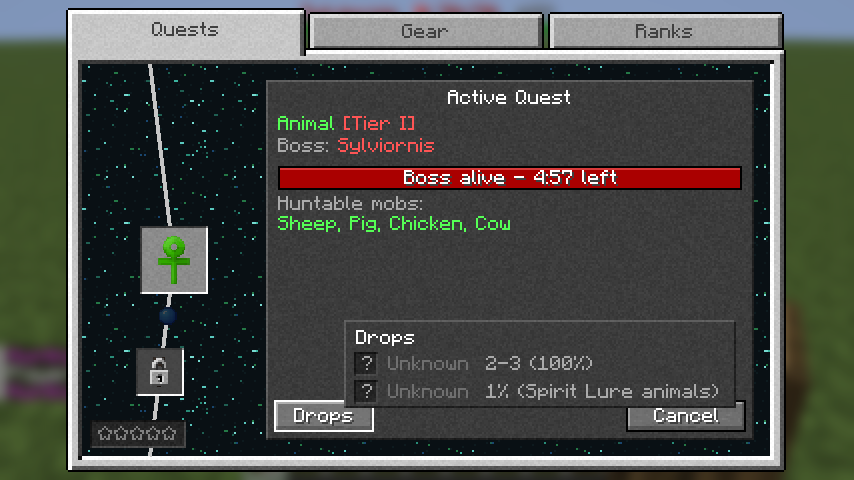 Quests
Gear
Ranks
Active Quest
Animal [Tier I]
Boss: Sylviornis
Boss alive - 4:57 left
Huntable mobs:
Sheep, Pig, Chicken, Cow
Drops
? Unknown 2-3 (100%)
? Unknown 1% (Spirit Lure animals)
Drops
Cancel